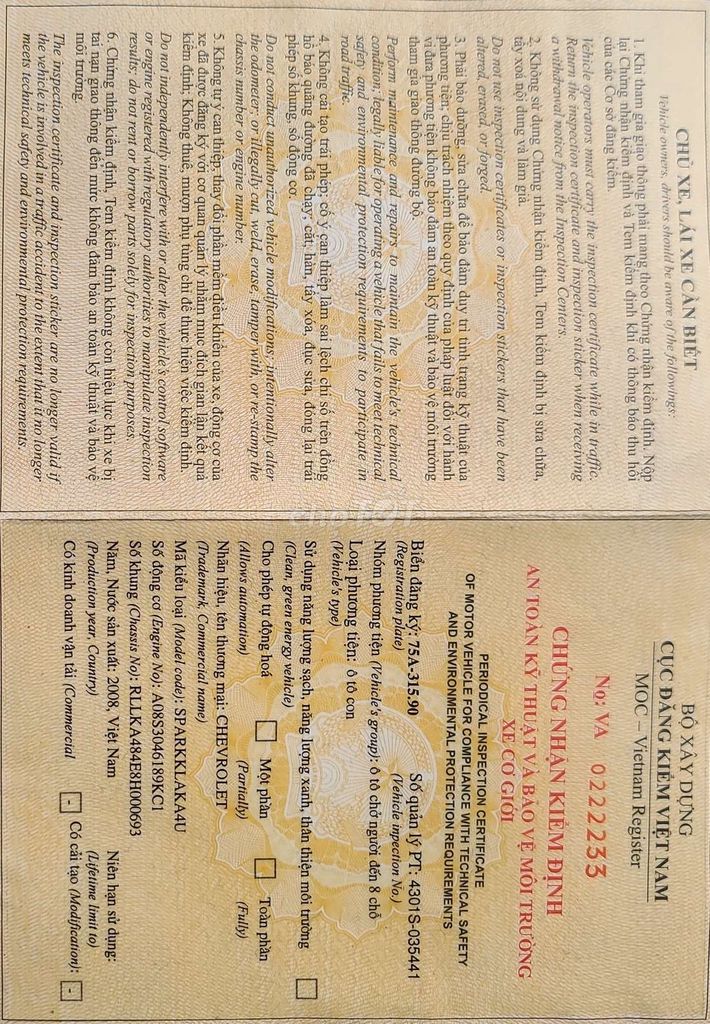 CHỦ XE, LÁI XE CẦN BIẾT
Vehicle owners, drivers should be aware of the followings:
1. Khi tham gia giao thông phải mang theo Chứng nhận kiểm định. Nộp
lại Chứng nhận kiểm định và Tem kiểm định khi có thông báo thu hồi
của các Cơ sở đăng kiểm.
Vehicle operators must carry the inspection certificate while in traffic.
Return the inspection certificate and inspection sticker when receiving
a withdrawal notice from the Inspection Centers.
2. Không sử dụng Chứng nhận kiểm định, Tem kiểm định bị sửa chữa,
tẩy xoá nội dung và làm giả.
Do not use inspection certificates or inspection stickers that have been
altered, erased, or forged.
3. Phải bảo dưỡng, sửa chữa để bảo đảm duy trì tình trạng kỹ thuật của
phương tiện; chịu trách nhiệm theo quy định của pháp luật đối với hành
vi đưa phương tiện không bảo đảm an toàn kỹ thuật và bảo vệ môi trường
tham gia giao thông đường bộ.
Perform maintenance and repairs to maintain the vehicle's technical
condition; legally liable for operating a vehicle that fails to meet technical
safety and environmental protection requirements to participate in
road traffic.
4. Không cải tạo trái phép; cố ý can thiệp làm sai lệch chỉ số trên đồng
hồ báo quãng đường đã chạy; cắt, hàn, tẩy xóa, đục sửa, đóng lại trái
phép số khung, số động cơ.
Do not conduct unauthorized vehicle modifications; intentionally alter
the odometer; or illegally cut, weld, erase, tamper with, or re-stamp the
chassis number or engine number.
5. Không tự ý can thiệp, thay đổi phần mềm điều khiển của xe, động cơ của
xe đã được đăng ký với cơ quan quản lý nhằm mục đích gian lận kết quả
kiểm định; Không thuê, mượn phụ tùng chỉ để thực hiện việc kiểm định.
Do not independently interfere with or alter the vehicle's control software
or engine registered with regulatory authorities to manipulate inspection
results; do not rent or borrow parts solely for inspection purposes
6. Chứng nhận kiểm định, Tem kiểm định không còn hiệu lực khi xe bị
tai nạn giao thông đến mức không đảm bảo an toàn kỹ thuật và bảo vệ
môi trường.
The inspection certificate and inspection sticker are no longer valid if
the vehicle is involved in a traffic accident to the extent that it no longer
meets technical safety and environmental protection requirements.
chợTỐT
BỘ XÂY DỰNG
CỤC ĐĂNG KIỂM VIỆT NAM
MOC – Vietnam Register
No: VA 0222233
CHỨNG NHẬN KIỂM ĐỊNH
AN TOÀN KỸ THUẬT VÀ BẢO VỆ MÔI TRƯỜNG
XE CƠ GIỚI
PERIODICAL INSPECTION CERTIFICATE
OF MOTOR VEHICLE FOR COMPLIANCE WITH TECHNICAL SAFETY
AND ENVIRONMENTAL PROTECTION REQUIREMENTS
Biển đăng ký: 75A-315.90 Số quản lý PT: 4301S-035441
(Registration plate) (Vehicle inpection No.)
Nhóm phương tiện (Vehicle's group): ô tô chở người đến 8 chỗ
Loại phương tiện: ô tô con
(Vehicle's type)
Sử dụng năng lượng sạch, năng lượng xanh, thân thiện môi trường
(Clean, green energy vehicle)
Cho phép tự động hoá Một phần Toàn phần
(Allows automation) (Partially) (Fully)
Nhãn hiệu, tên thương mại: CHEVROLET
(Trademark, Commercial name)
Mã kiểu loại (Model code): SPARKKLAKA4U
Số động cơ (Engine No): A08S3046189KC1
Số khung (Chassis No): RLLKA484E8H000693
Năm, Nước sản xuất: 2008, Việt Nam Niên hạn sử dụng:
(Production year, Country) (Lifetime limit to)
Có kinh doanh vận tải (Commercial - Có cải tạo (Modification): -